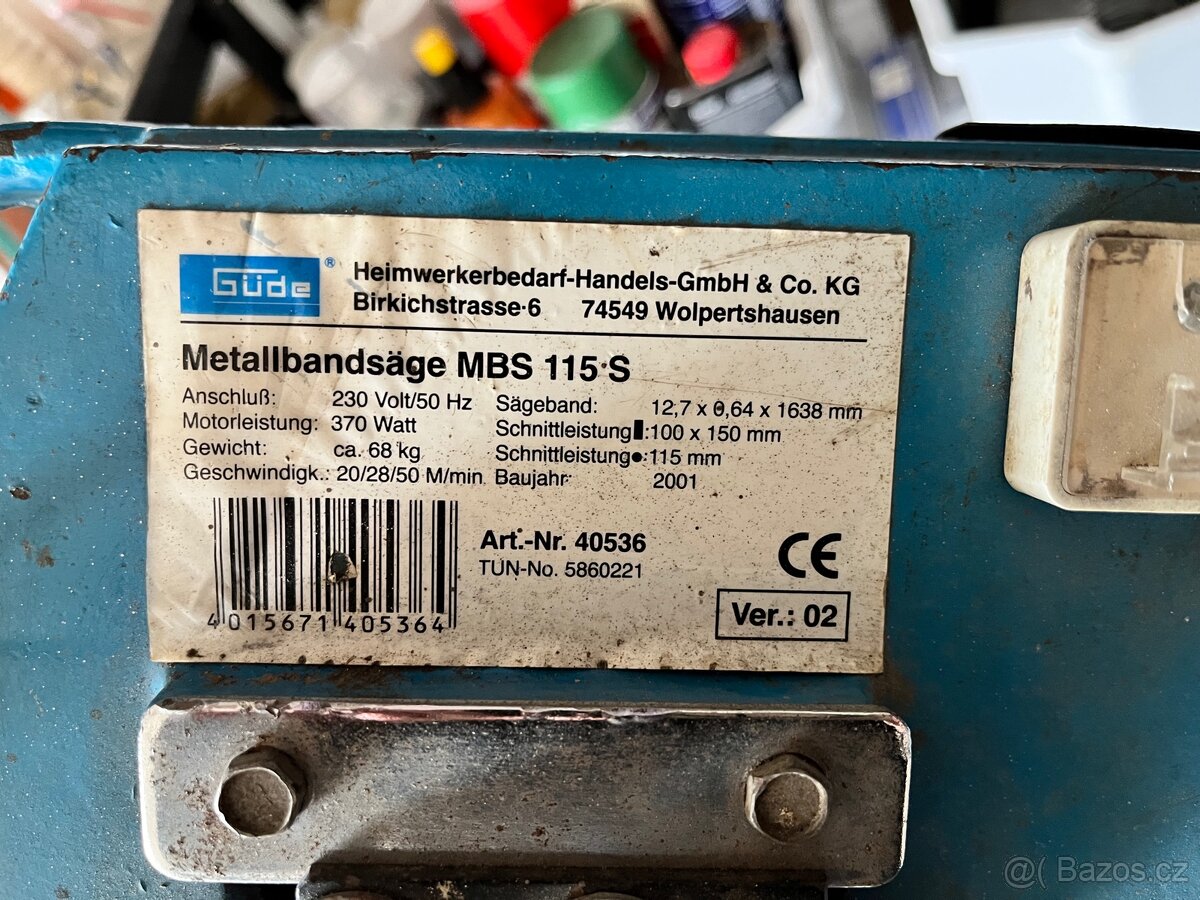 Güde ®
Heimwerkerbedarf-Handels-GmbH & Co. KG
Birkichstrasse 6 74549 Wolpertshausen
Metallbandsäge MBS 115 S
Anschluß: 230 Volt/50 Hz
Motorleistung: 370 Watt
Gewicht: ca. 68 kg
Geschwindigk.: 20/28/50 M/min
Sägeband: 12,7 x 0,64 x 1638 mm
Schnittleistung▮: 100 x 150 mm
Schnittleistung●: 115 mm
Baujahr: 2001
4 015671 405364
Art.-Nr. 40536
TÜN-No. 5860221
CE
Ver.: 02
@( Bazos.cz